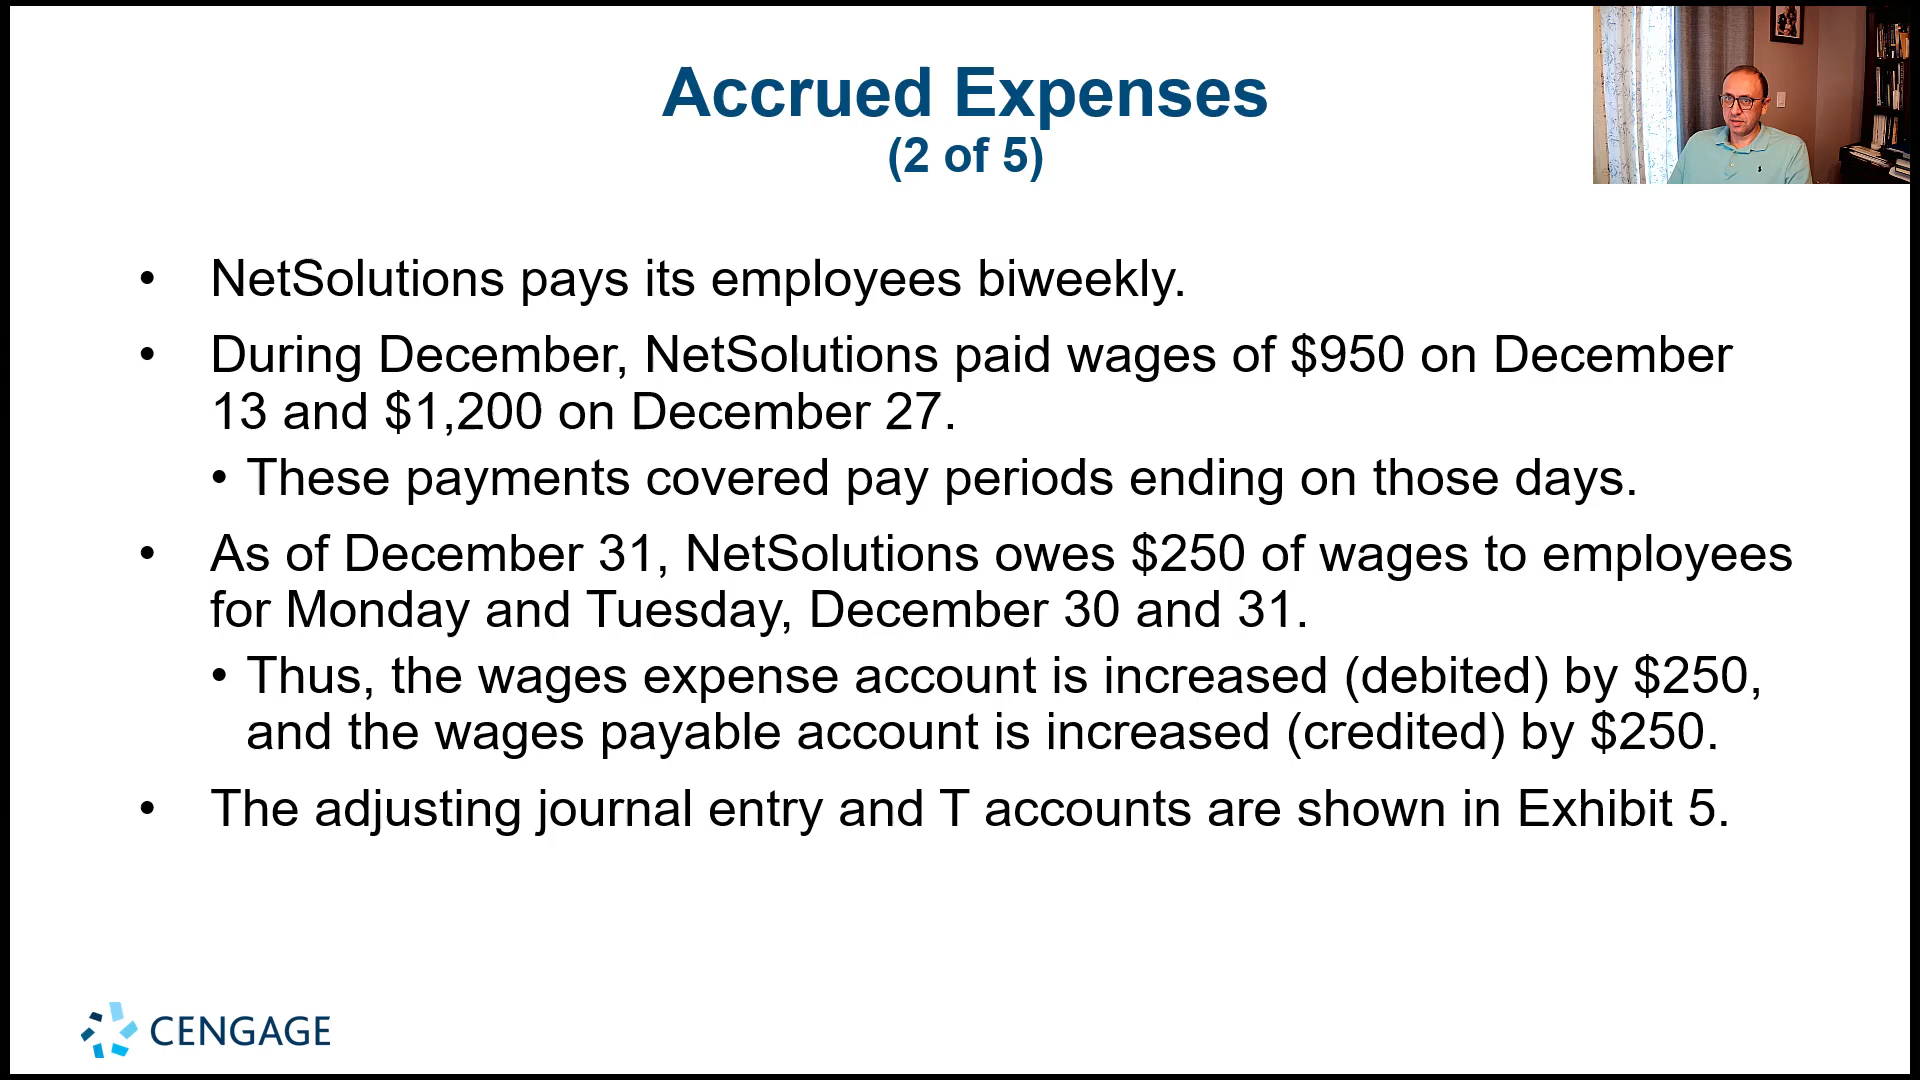 Accrued Expenses
(2 of 5)
• NetSolutions pays its employees biweekly.
• During December, NetSolutions paid wages of $950 on December
13 and $1,200 on December 27.
• These payments covered pay periods ending on those days.
• As of December 31, NetSolutions owes $250 of wages to employees
for Monday and Tuesday, December 30 and 31.
• Thus, the wages expense account is increased (debited) by $250,
and the wages payable account is increased (credited) by $250.
• The adjusting journal entry and T accounts are shown in Exhibit 5.
CENGAGE